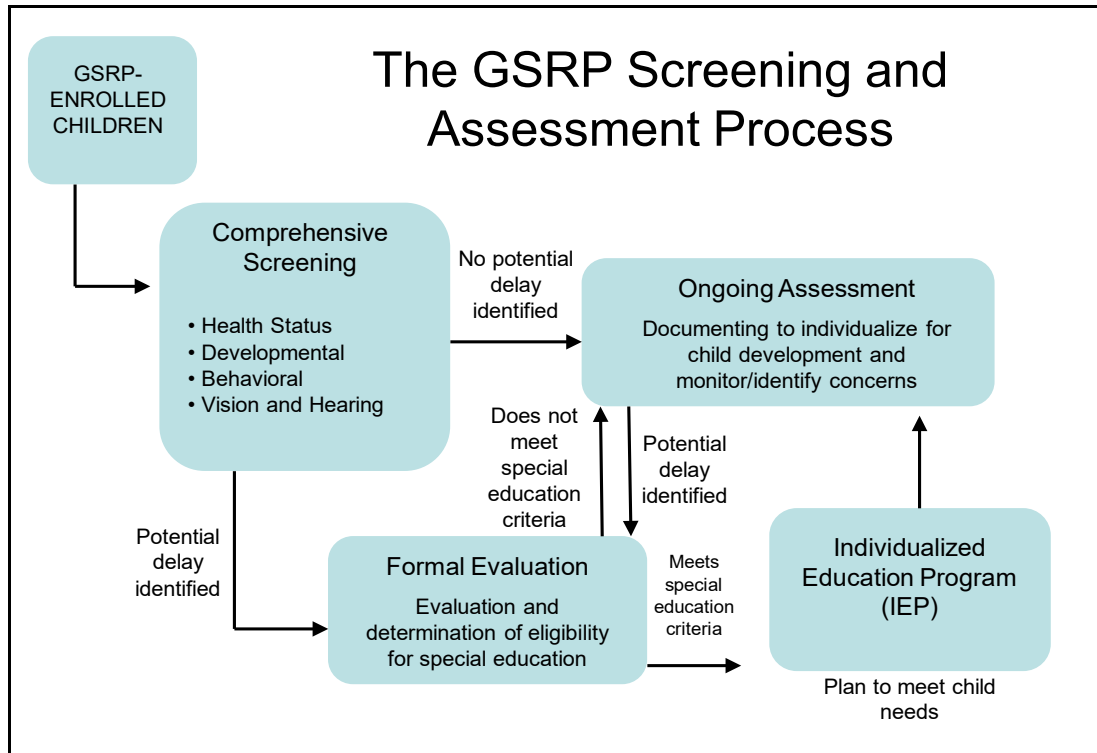 The GSRP Screening and
Assessment Process
GSRP-
ENROLLED
CHILDREN
Comprehensive
Screening
• Health Status
• Developmental
• Behavioral
• Vision and Hearing
No potential
delay
identified
Ongoing Assessment
Documenting to individualize for
child development and
monitor/identify concerns
Does not
meet
special
education
criteria
Potential
delay
identified
Potential
delay
identified
Formal Evaluation
Evaluation and
determination of eligibility
for special education
Meets
special
education
criteria
Individualized
Education Program
(IEP)
Plan to meet child
needs